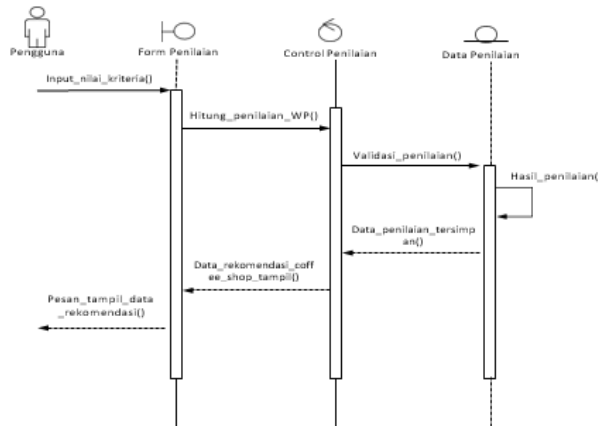 Pengguna
Form Penilaian
Control Penilaian
Data Penilaian
Input_nilai_kriteria()
Hitung_penilaian_WP()
Validasi_penilaian()
Hasil_penilaian(
Data_penilaian_tersimp
an()
Data_rekomendasi_coff
ee_shop_tampil()
Pesan_tampil_data
_rekomendasi()